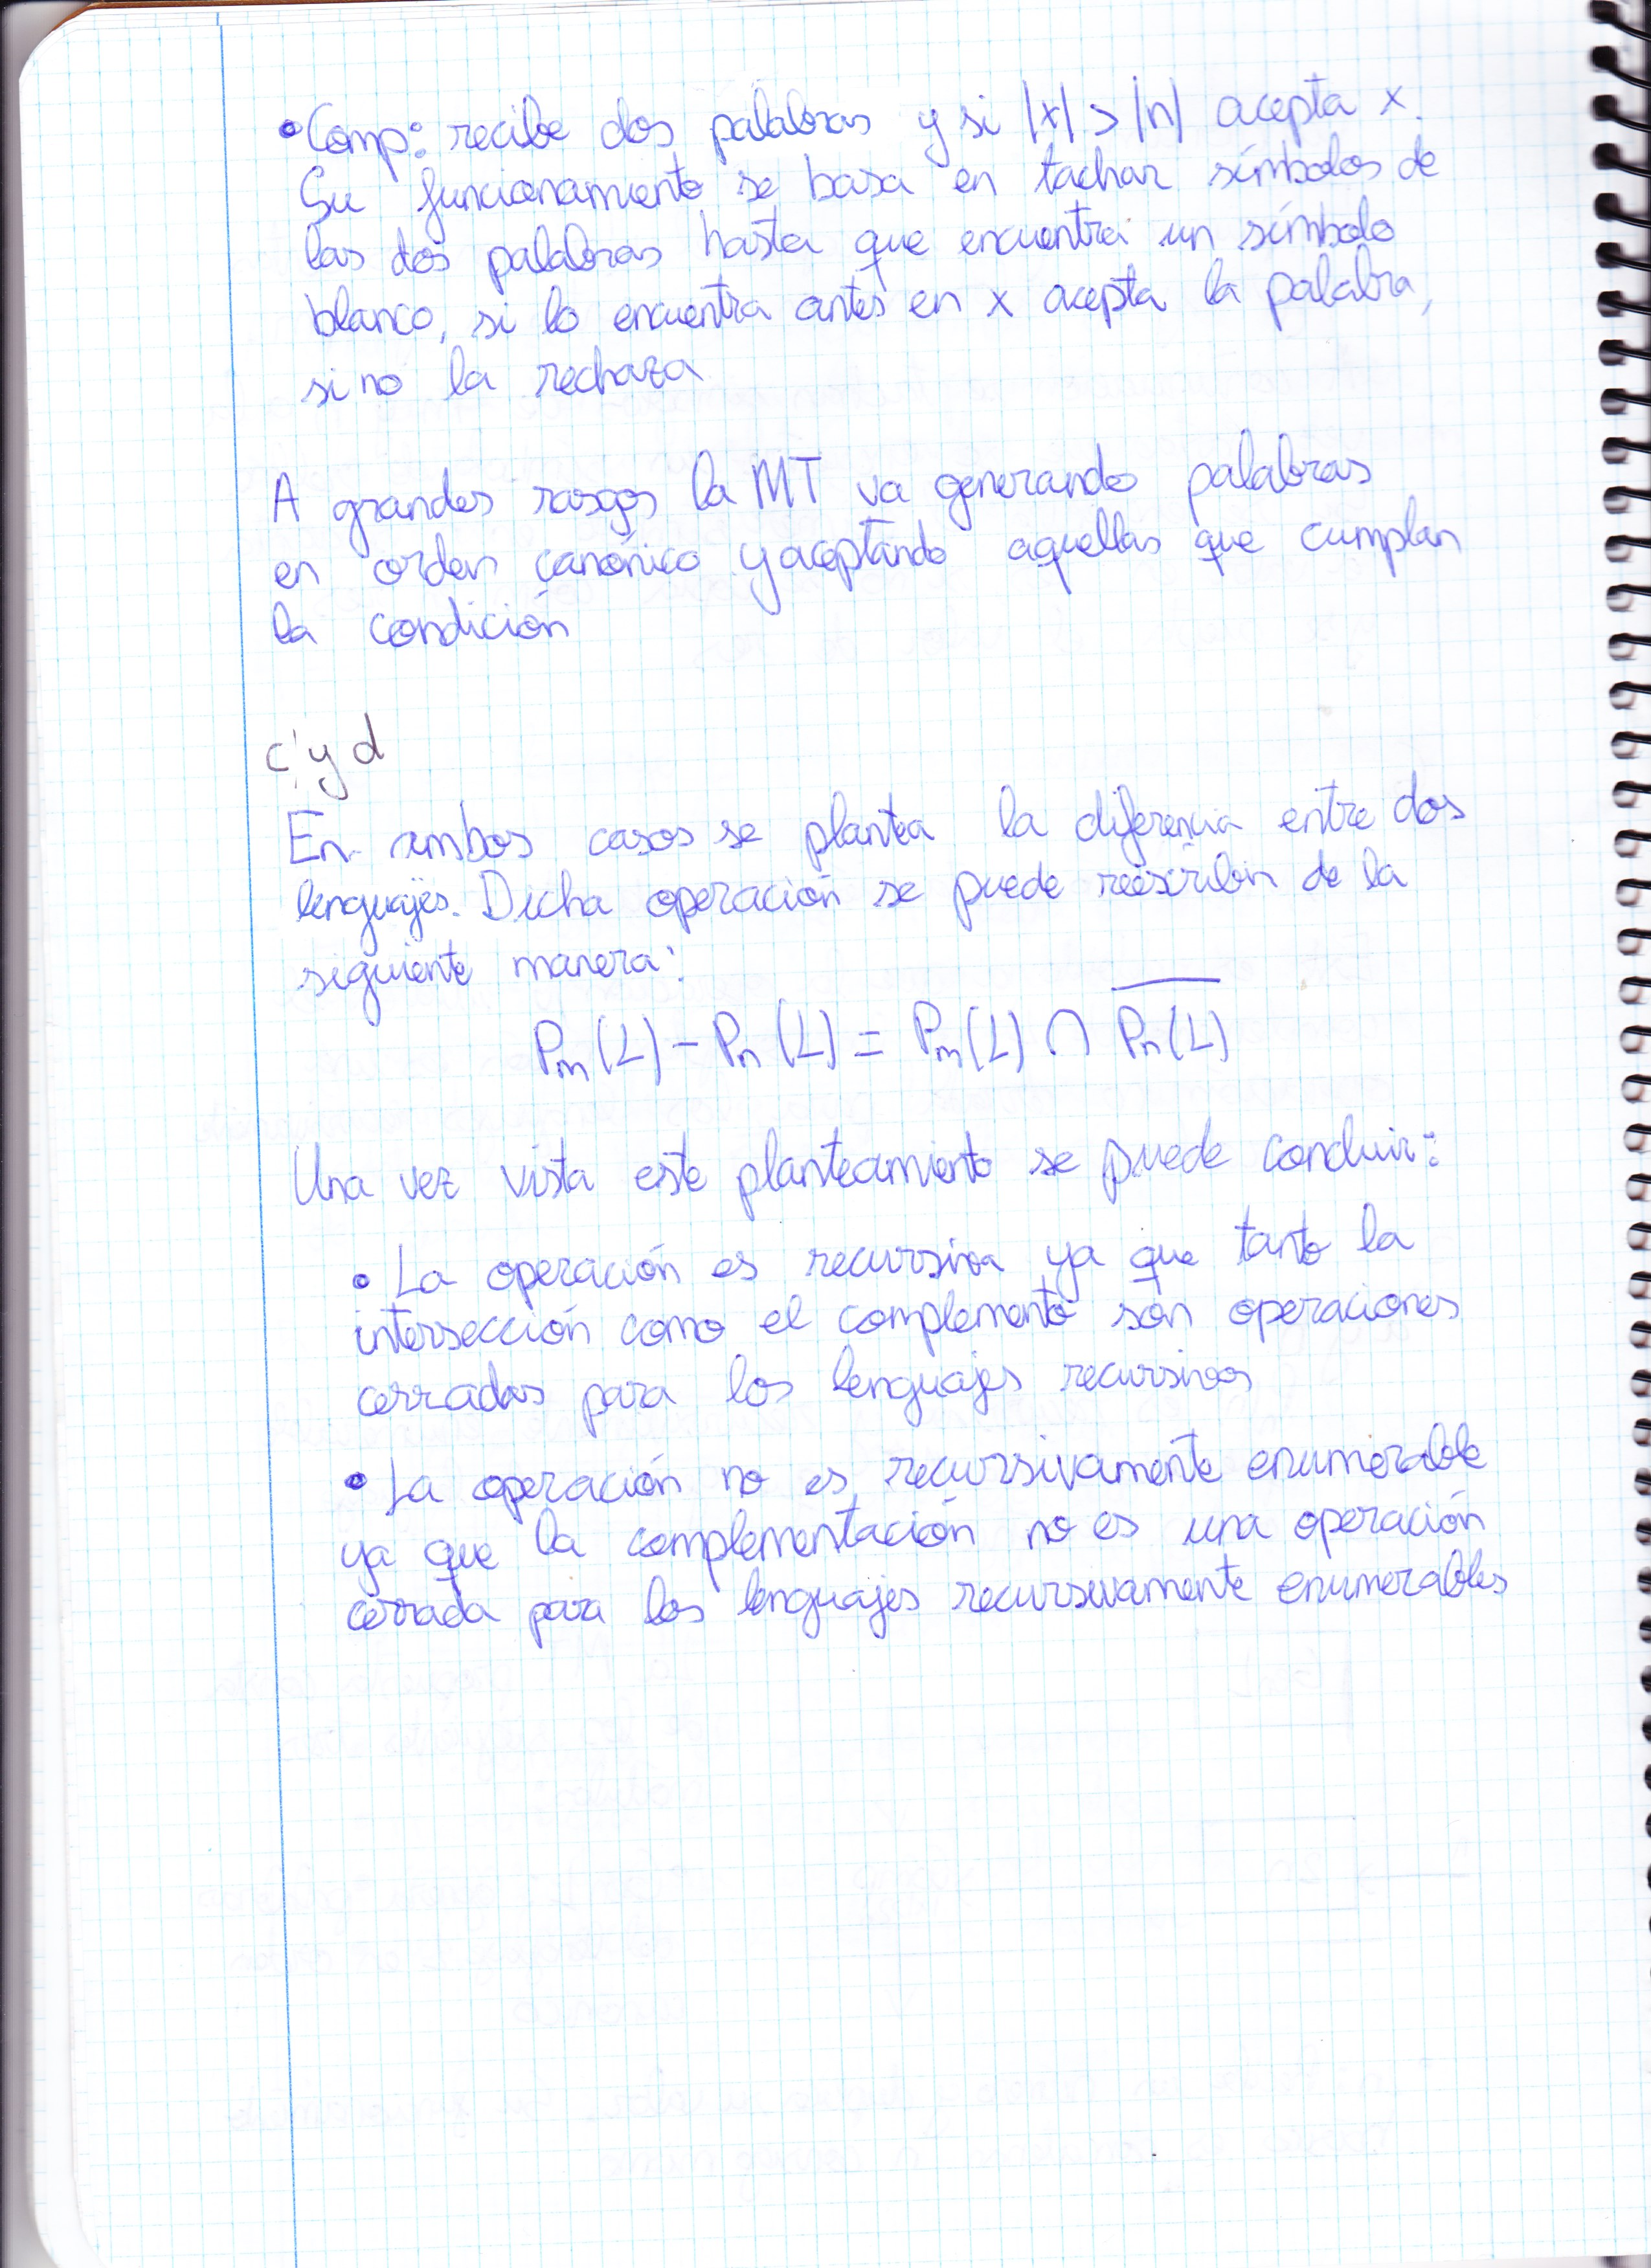 • Comp: recibe dos palabras y si |x| > |n| acepta x.
Su funcionamiento se basa en tachar símbolos de
las dos palabras hasta que encuentra un símbolo
blanco, si lo encuentra antes en x acepta la palabra,
si no la rechaza
A grandes rasgos la MT va generando palabras
en orden canónico y aceptando aquellas que cumplan
la condición
c y d
En ambos casos se plantea la diferencia entre dos
lenguajes. Dicha operación se puede reescribir de la
siguiente manera:
Pₘ(L) - Pₙ(L) = Pₘ(L) ∩ \overline{Pₙ(L)}
Una vez vista este planteamiento se puede concluir:
• La operación es recursiva ya que tanto la
intersección como el complemento son operaciones
cerradas para los lenguajes recursivos
• La operación no es recursivamente enumerable
ya que la complementación no es una operación
cerrada para los lenguajes recursivamente enumerables